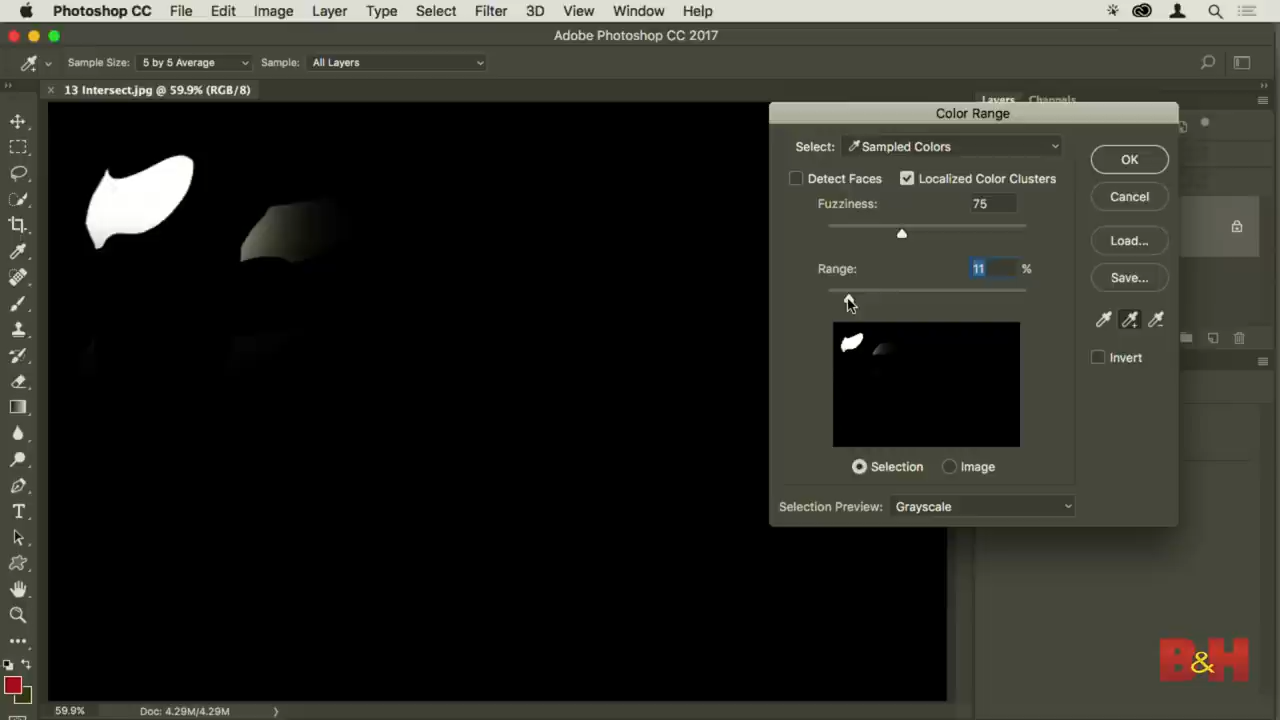 Photoshop CC File Edit Image Layer Type Select Filter 3D View Window Help
Adobe Photoshop CC 2017
Sample Size: 5 by 5 Average Sample: All Layers
13 Intersect.jpg @ 59.9% (RGB/8)
Layers Channels
Color Range
Select: Sampled Colors
OK
Detect Faces Localized Color Clusters
Cancel
Fuzziness: 75
Load...
Range: 11 %
Save...
Invert
Selection Image
Selection Preview: Grayscale
B&H
59.9% Doc: 4.29M/4.29M